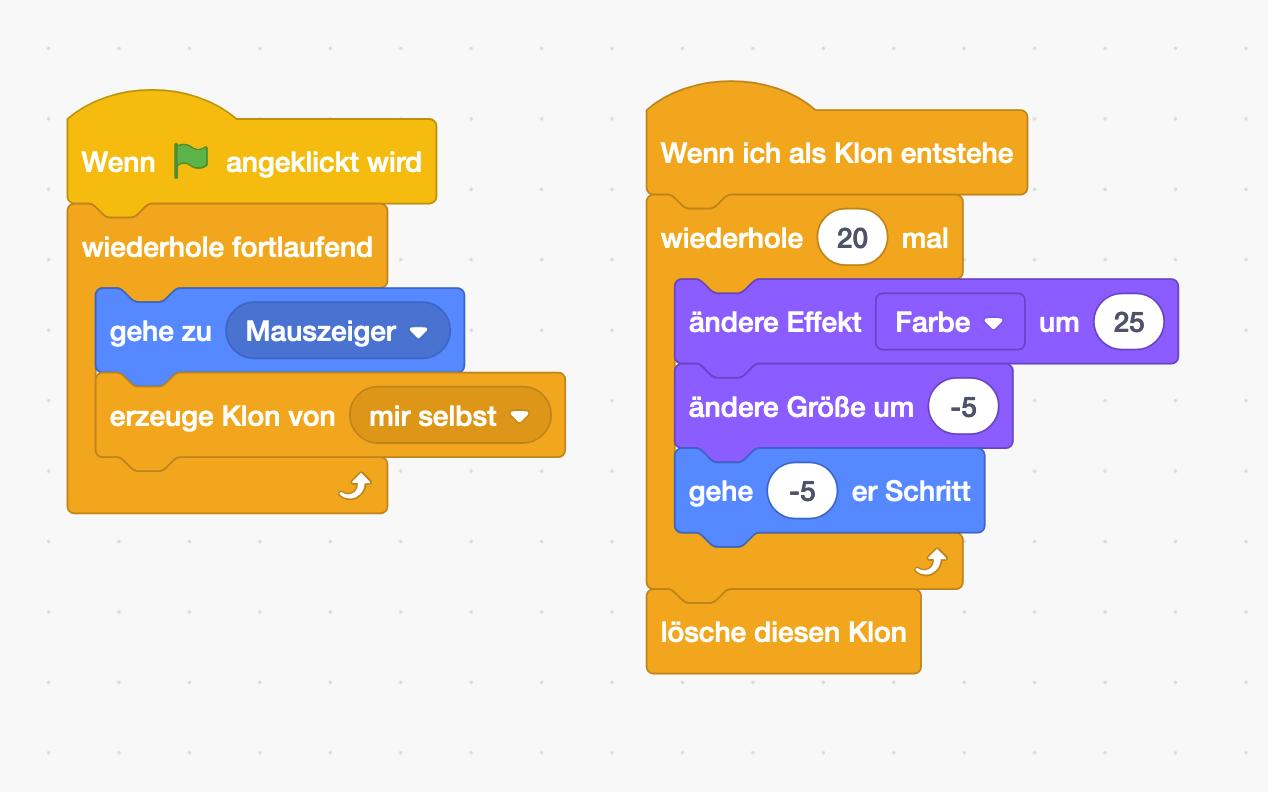 Wenn angeklickt wird
wiederhole fortlaufend
gehe zu Mauszeiger
erzeuge Klon von mir selbst
Wenn ich als Klon entstehe
wiederhole 20 mal
ändere Effekt Farbe um 25
ändere Größe um -5
gehe -5 er Schritt
lösche diesen Klon